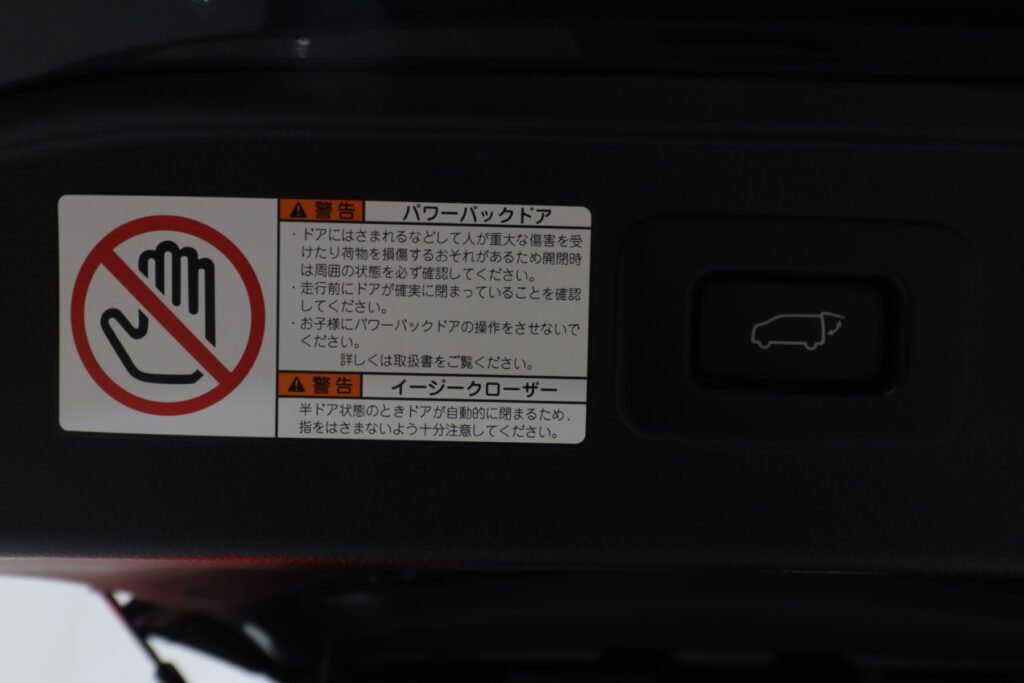 警告 パワーバックドア
・ドアにはさまれるなどして人が重大な傷害を受
けたり荷物を損傷するおそれがあるため開閉時
は周囲の状態を必ず確認してください。
・走行前にドアが確実に閉まっていることを確認
してください。
・お子様にパワーバックドアの操作をさせないで
ください。
詳しくは取扱書をご覧ください。
警告 イージークローザー
半ドア状態のときドアが自動的に閉まるため、
指をはさまないよう十分注意してください。